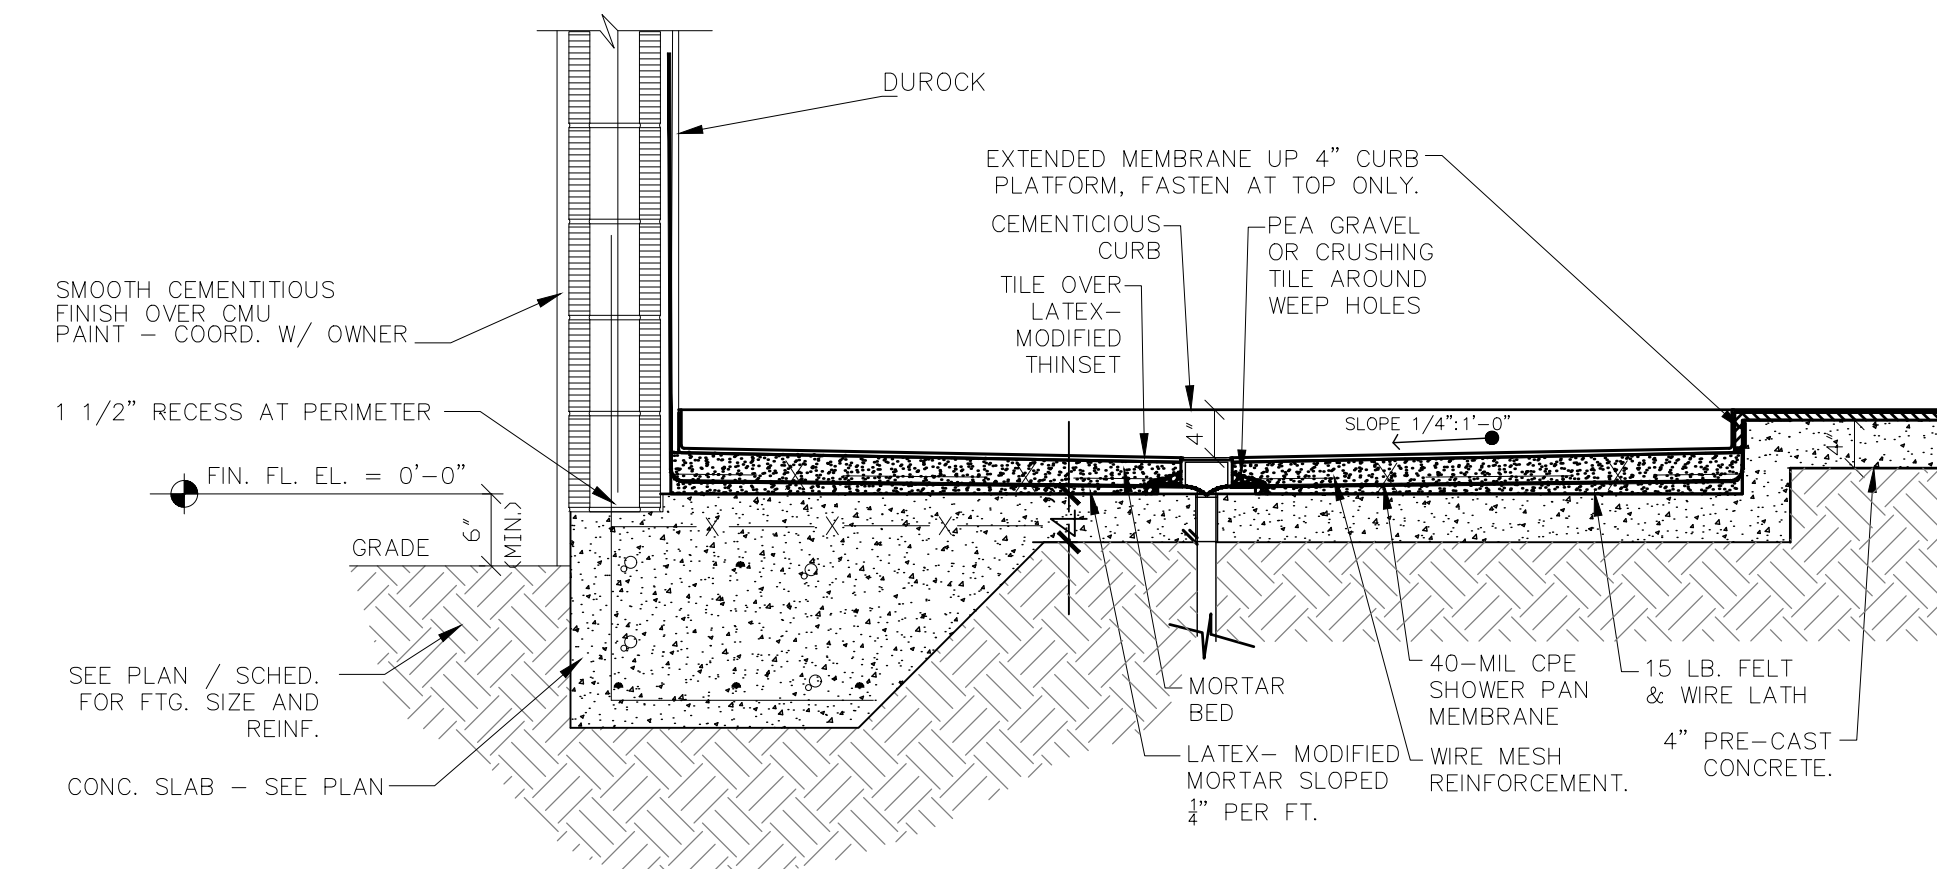 DUROCK
EXTENDED MEMBRANE UP 4" CURB
PLATFORM, FASTEN AT TOP ONLY.
CEMENTICIOUS
CURB
PEA GRAVEL
OR CRUSHING
TILE AROUND
WEEP HOLES
TILE OVER
LATEX-
MODIFIED
THINSET
SMOOTH CEMENTITIOUS
FINISH OVER CMU
PAINT - COORD. W/ OWNER
1 1/2" RECESS AT PERIMETER
SLOPE 1/4":1'-0"
4"
4"
FIN. FL. EL. = 0'-0"
6"
(MIN.)
4
GRADE
X X X
SEE PLAN / SCHED.
FOR FTG. SIZE AND
REINF.
CONC. SLAB - SEE PLAN
MORTAR
BED
LATEX- MODIFIED
MORTAR SLOPED
1/4" PER FT.
40-MIL CPE
SHOWER PAN
MEMBRANE
WIRE MESH
REINFORCEMENT.
15 LB. FELT
& WIRE LATH
4" PRE-CAST
CONCRETE.